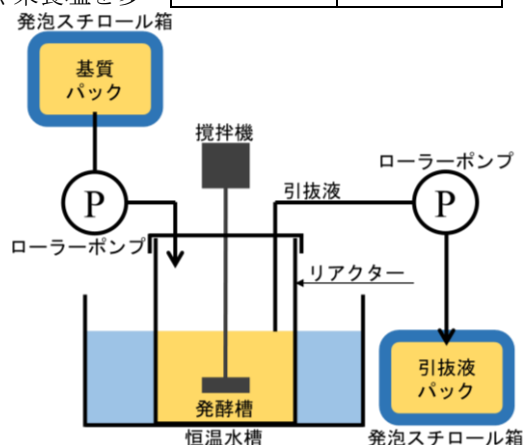 発泡スチロール箱
基質
パック
撹拌機
ローラーポンプ
P
引抜液
P
ローラーポンプ
リアクター
引抜液
パック
発酵槽
恒温水槽
発泡スチロール箱